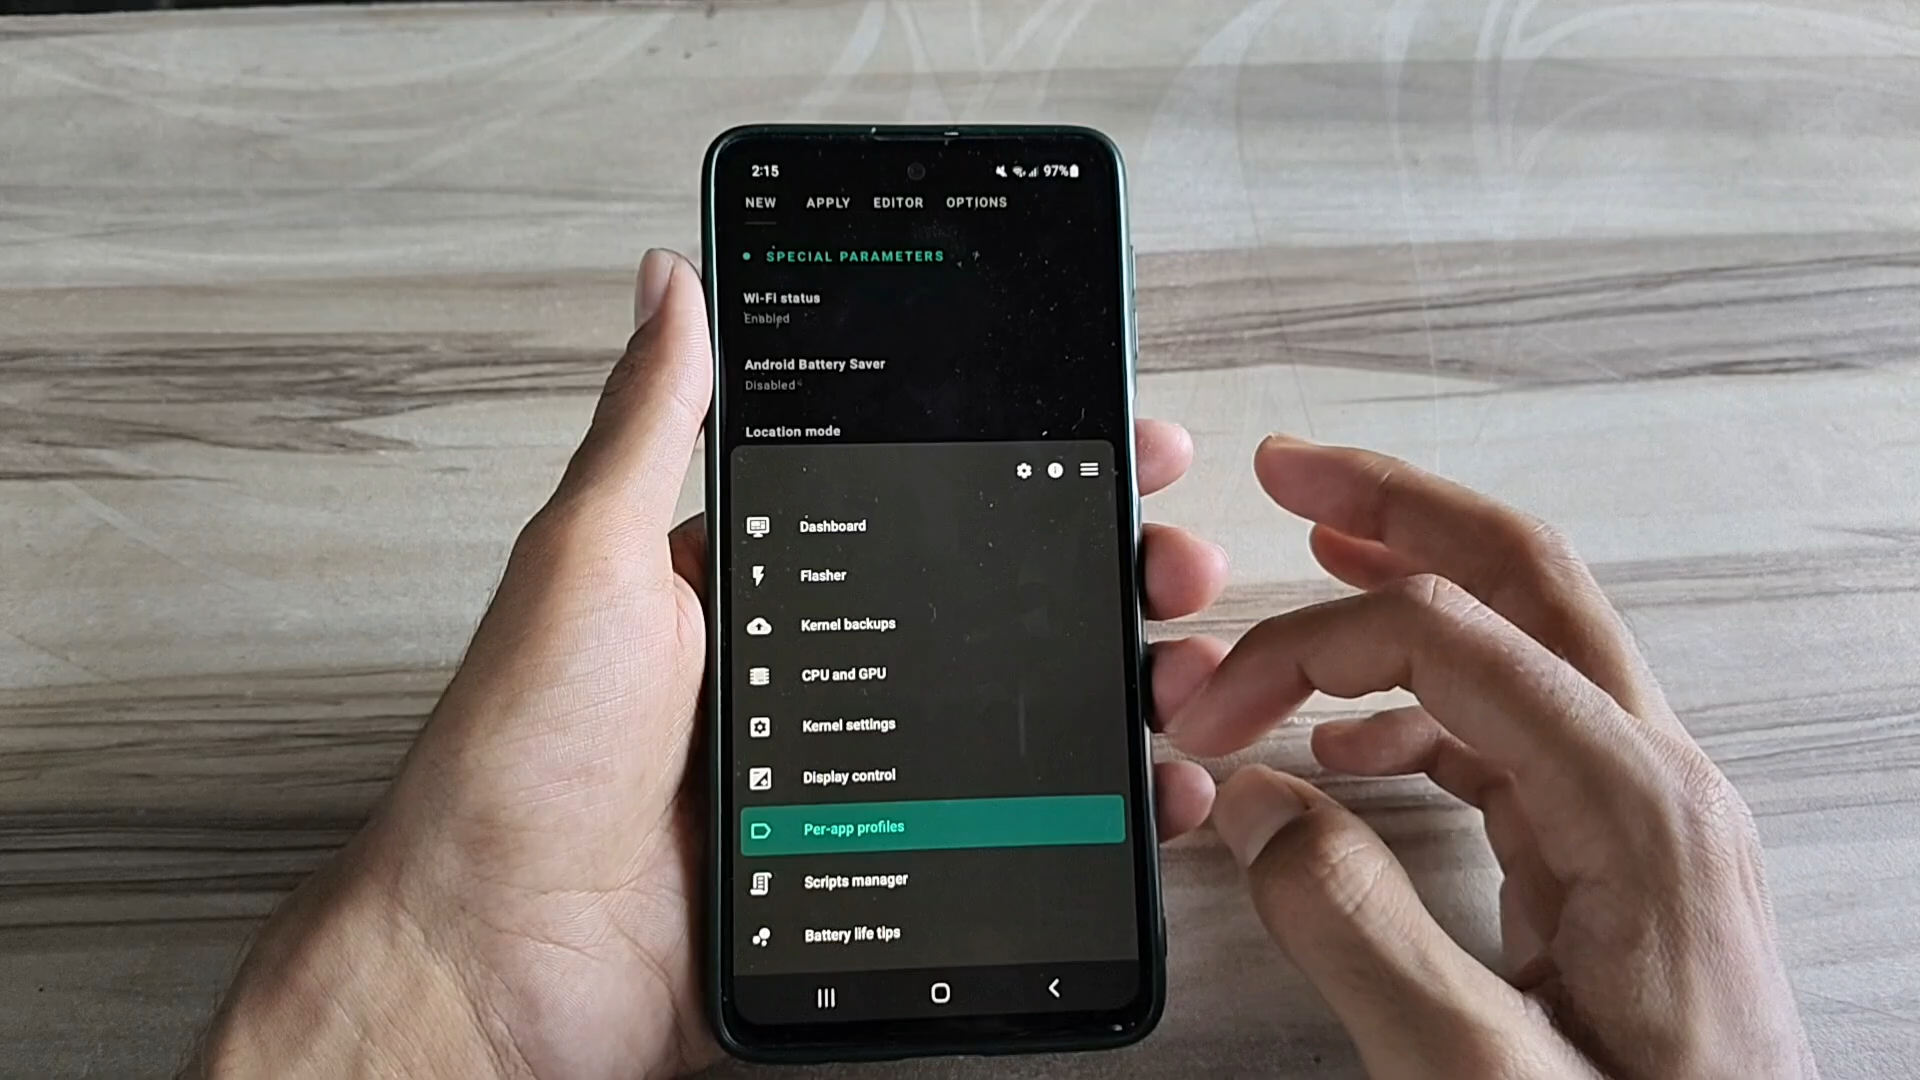 2:15
97%
NEW APPLY EDITOR OPTIONS
SPECIAL PARAMETERS
Wi-Fi status
Enabled
Android Battery Saver
Disabled
Location mode
Dashboard
Flasher
Kernel backups
CPU and GPU
Kernel settings
Display control
Per-app profiles
Scripts manager
Battery life tips